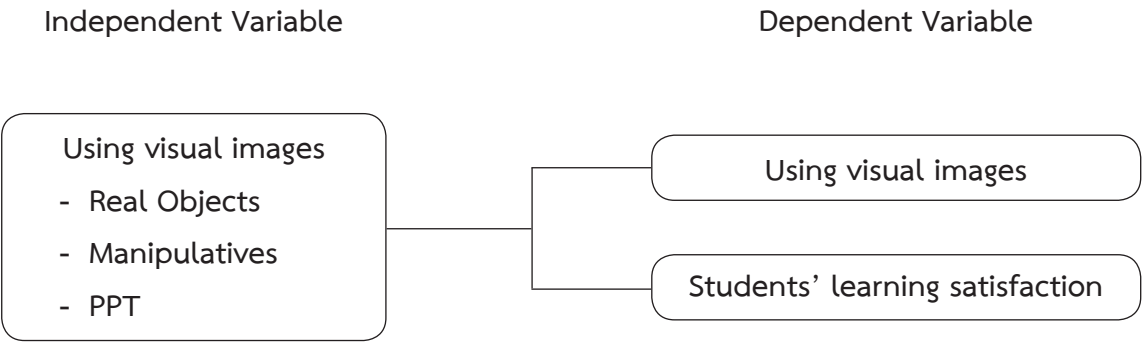 Independent Variable
Dependent Variable
Using visual images
- Real Objects
- Manipulatives
- PPT
Using visual images
Students' learning satisfaction